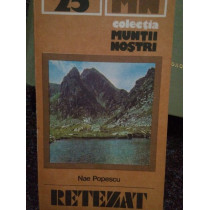 25 MN
colecția
MUNȚII
NOȘTRI
Nae Popescu
RETEZAT